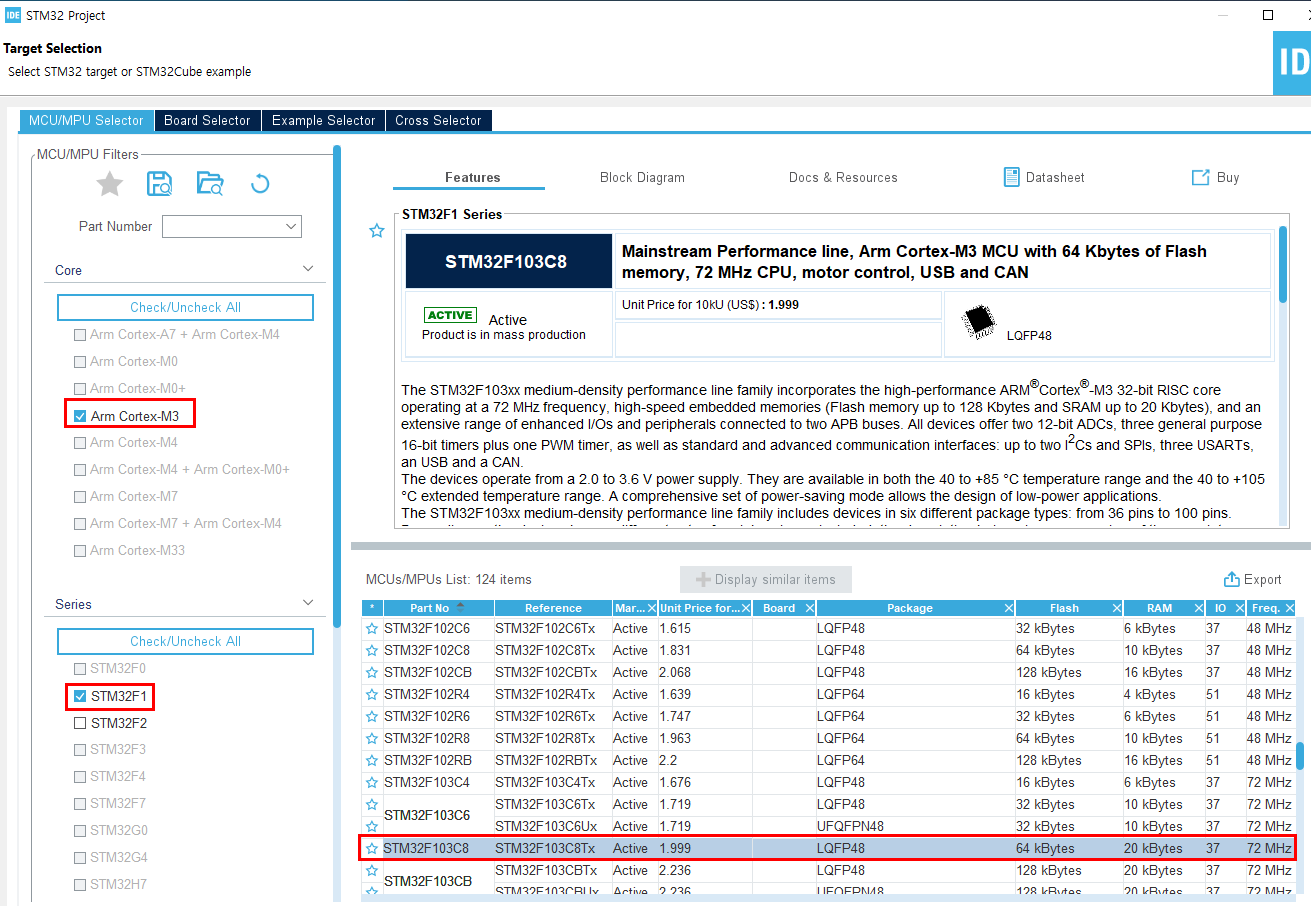 IDE STM32 Project
Target Selection
Select STM32 target or STM32Cube example
ID
MCU/MPU Selector Board Selector Example Selector Cross Selector
MCU/MPU Filters
Part Number
Core
Check/Uncheck All
Arm Cortex-A7 + Arm Cortex-M4
Arm Cortex-M0
Arm Cortex-M0+
Arm Cortex-M3
Arm Cortex-M4
Arm Cortex-M4 + Arm Cortex-M0+
Arm Cortex-M7
Arm Cortex-M7 + Arm Cortex-M4
Arm Cortex-M33
Series
Check/Uncheck All
STM32F0
STM32F1
STM32F2
STM32F3
STM32F4
STM32F7
STM32G0
STM32G4
STM32H7
Features Block Diagram Docs & Resources Datasheet Buy
STM32F1 Series
STM32F103C8
Mainstream Performance line, Arm Cortex-M3 MCU with 64 Kbytes of Flash
memory, 72 MHz CPU, motor control, USB and CAN
ACTIVE Active
Product is in mass production
Unit Price for 10kU (US$) : 1.999
LQFP48
The STM32F103xx medium-density performance line family incorporates the high-performance ARM®Cortex®-M3 32-bit RISC core
operating at a 72 MHz frequency, high-speed embedded memories (Flash memory up to 128 Kbytes and SRAM up to 20 Kbytes), and an
extensive range of enhanced I/Os and peripherals connected to two APB buses. All devices offer two 12-bit ADCs, three general purpose
16-bit timers plus one PWM timer, as well as standard and advanced communication interfaces: up to two I²Cs and SPIs, three USARTs,
an USB and a CAN.
The devices operate from a 2.0 to 3.6 V power supply. They are available in both the 40 to +85 °C temperature range and the 40 to +105
°C extended temperature range. A comprehensive set of power-saving mode allows the design of low-power applications.
The STM32F103xx medium-density performance line family includes devices in six different package types: from 36 pins to 100 pins.
MCUs/MPUs List: 124 items Display similar items Export
* Part No Reference Mar... Unit Price for... Board Package Flash RAM IO Freq.
STM32F102C6 STM32F102C6Tx Active 1.615 LQFP48 32 kBytes 6 kBytes 37 48 MHz
STM32F102C8 STM32F102C8Tx Active 1.831 LQFP48 64 kBytes 10 kBytes 37 48 MHz
STM32F102CB STM32F102CBTx Active 2.068 LQFP48 128 kBytes 16 kBytes 37 48 MHz
STM32F102R4 STM32F102R4Tx Active 1.639 LQFP64 16 kBytes 4 kBytes 51 48 MHz
STM32F102R6 STM32F102R6Tx Active 1.747 LQFP64 32 kBytes 6 kBytes 51 48 MHz
STM32F102R8 STM32F102R8Tx Active 1.963 LQFP64 64 kBytes 10 kBytes 51 48 MHz
STM32F102RB STM32F102RBTx Active 2.2 LQFP64 128 kBytes 16 kBytes 51 48 MHz
STM32F103C4 STM32F103C4Tx Active 1.676 LQFP48 16 kBytes 6 kBytes 37 72 MHz
STM32F103C6 STM32F103C6Tx Active 1.719 LQFP48 32 kBytes 10 kBytes 37 72 MHz
STM32F103C6Ux Active 1.719 UFQFPN48 32 kBytes 10 kBytes 37 72 MHz
STM32F103C8 STM32F103C8Tx Active 1.999 LQFP48 64 kBytes 20 kBytes 37 72 MHz
STM32F103CB STM32F103CBTx Active 2.236 LQFP48 128 kBytes 20 kBytes 37 72 MHz
STM32F103CBUx Active 2.236 UFQFPN48 128 kBytes 20 kBytes 37 72 MHz